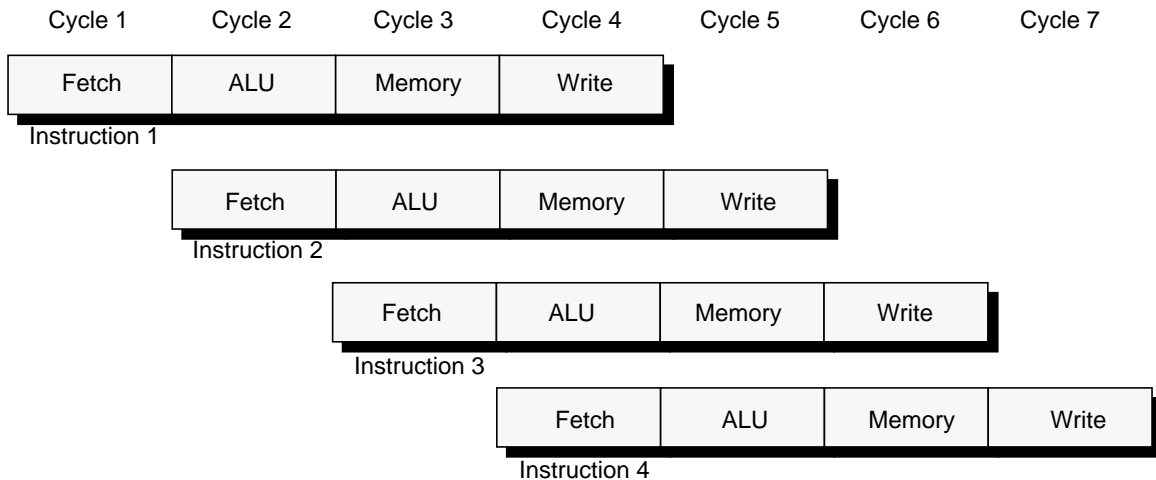 Cycle 1 Cycle 2 Cycle 3 Cycle 4 Cycle 5 Cycle 6 Cycle 7
Fetch ALU Memory Write
Instruction 1
Fetch ALU Memory Write
Instruction 2
Fetch ALU Memory Write
Instruction 3
Fetch ALU Memory Write
Instruction 4